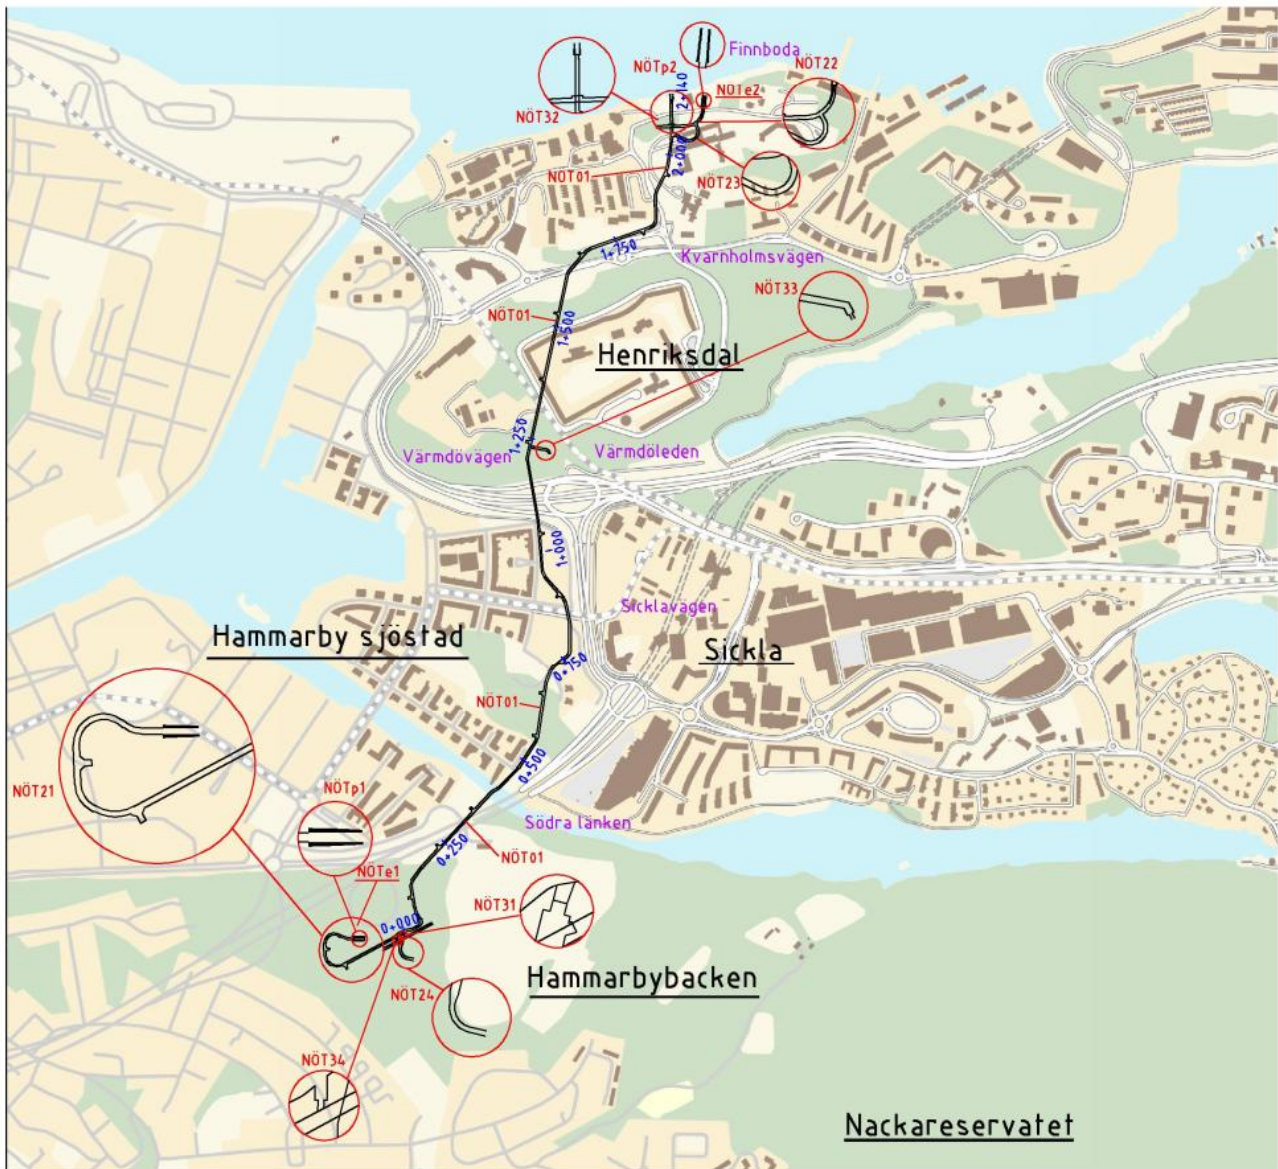 Finnboda
NÖTp2
NÖT22
2+140
NÖTe2
NÖT32
2+000
NÖT01
NÖT23
1+750
Kvarnholmsvägen
NÖT33
NÖT01
1+500
Henriksdal
1+250
Värmdövägen
Värmdöleden
1+000
Sicklavägen
Hammarby sjöstad
Sickla
0+750
NÖT01
0+500
NÖT21
NÖTp1
Södra länken
0+250
NÖT01
NÖTe1
NÖT31
0+000
Hammarbybacken
NÖT24
NÖT34
Nackareservatet